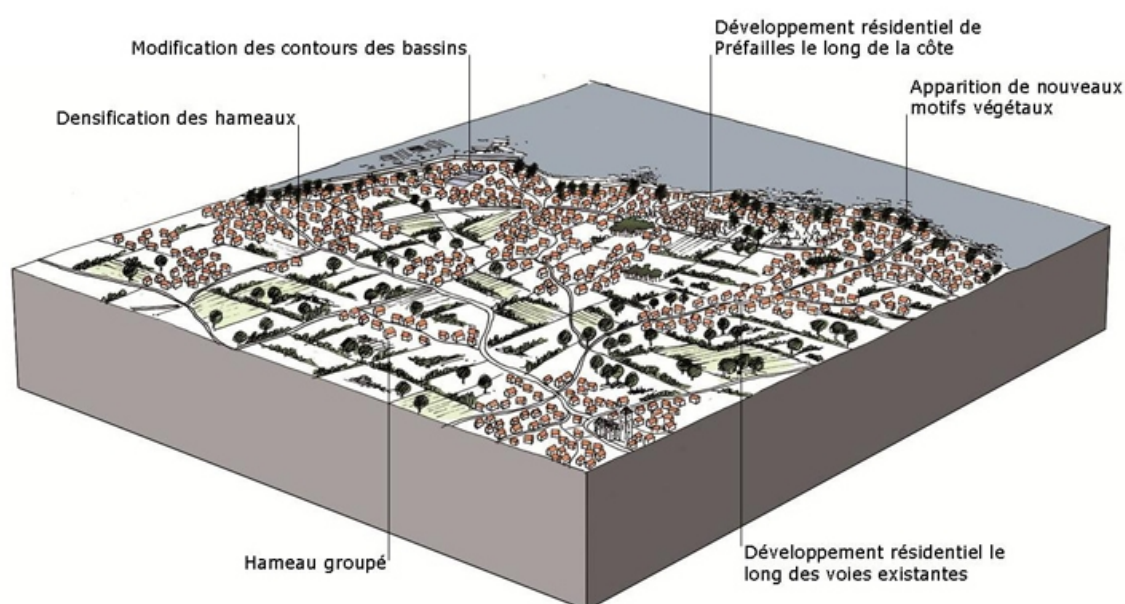 Développement résidentiel de
Préfailles le long de la côte
Modification des contours des bassins
Apparition de nouveaux
motifs végétaux
Densification des hameaux
Hameau groupé
Développement résidentiel le
long des voies existantes